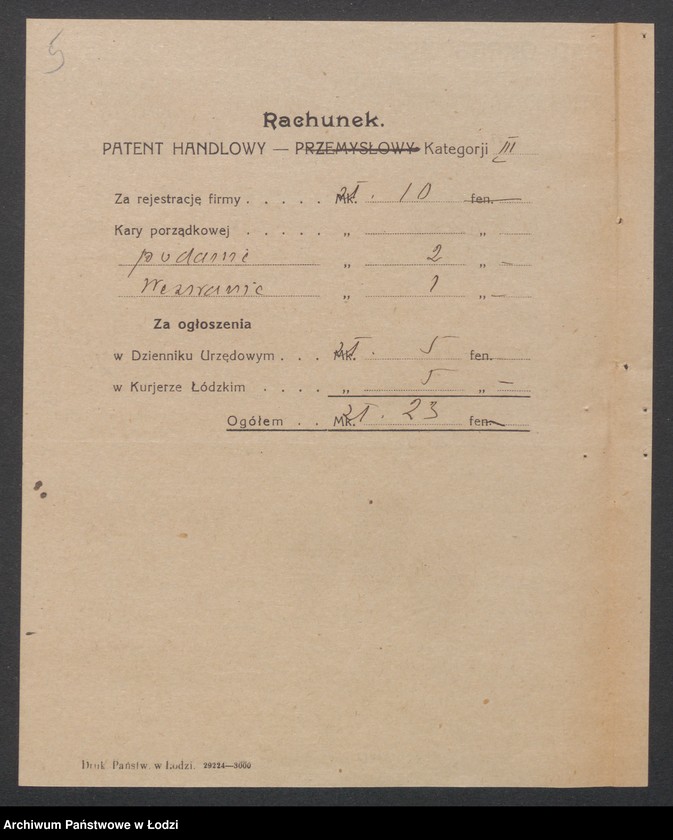 5
Rachunek.
PATENT HANDLOWY — PRZEMYSŁOWY Kategorji III
Za rejestrację firmy . . . . . Mk. zł. 10 fen.
Kary porządkowej . . . . . „ „ —
podanie „ 2 „ —
Wezwanie „ 1 „ —
Za ogłoszenia
w Dzienniku Urzędowym . . . Mk. zł. 5 fen.
w Kurjerze Łódzkim . . . . „ 5 „ —
Ogółem . . Mk. zł. 23 fen.
Druk Państw. w Łodzi. 29224—3000
Archiwum Państwowe w Łodzi